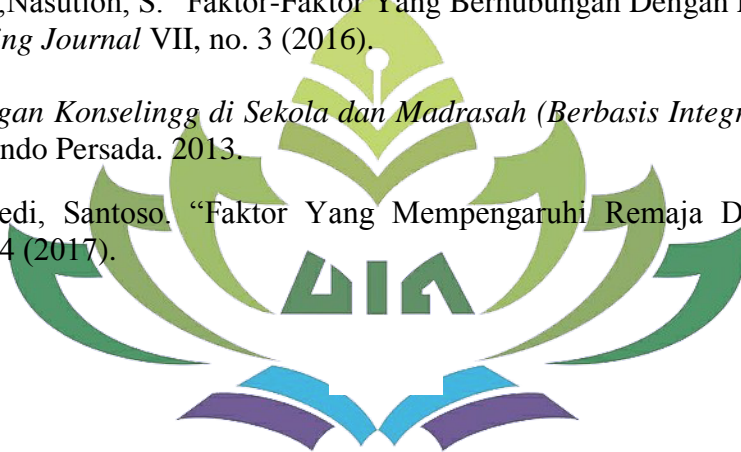 ,Nasution, S. "Faktor-Faktor Yang Berhubungan Dengan
ing Journal VII, no. 3 (2016).
gan Konselingg di Sekola dan Madrasah (Berbasis Integr
ndo Persada. 2013.
edi, Santoso. “Faktor Yang Mempengaruhi Remaja D
4 (2017).
UIN